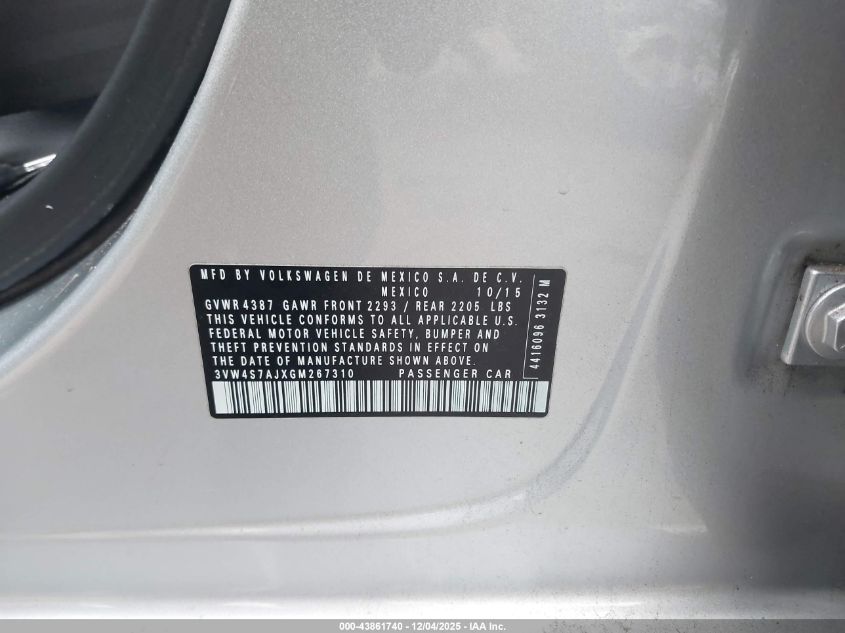 MFD BY VOLKSWAGEN DE MEXICO S.A. DE C.V.
MEXICO 10/15
GVWR 4387 GAWR FRONT 2293 / REAR 2205 LBS
THIS VEHICLE CONFORMS TO ALL APPLICABLE U.S.
FEDERAL MOTOR VEHICLE SAFETY, BUMPER AND
THEFT PREVENTION STANDARDS IN EFFECT ON
THE DATE OF MANUFACTURE SHOWN ABOVE.
3VW4S7AJXGM267310 PASSENGER CAR
4416096 3132 M
000-43861740 - 12/04/2025 - IAA Inc.